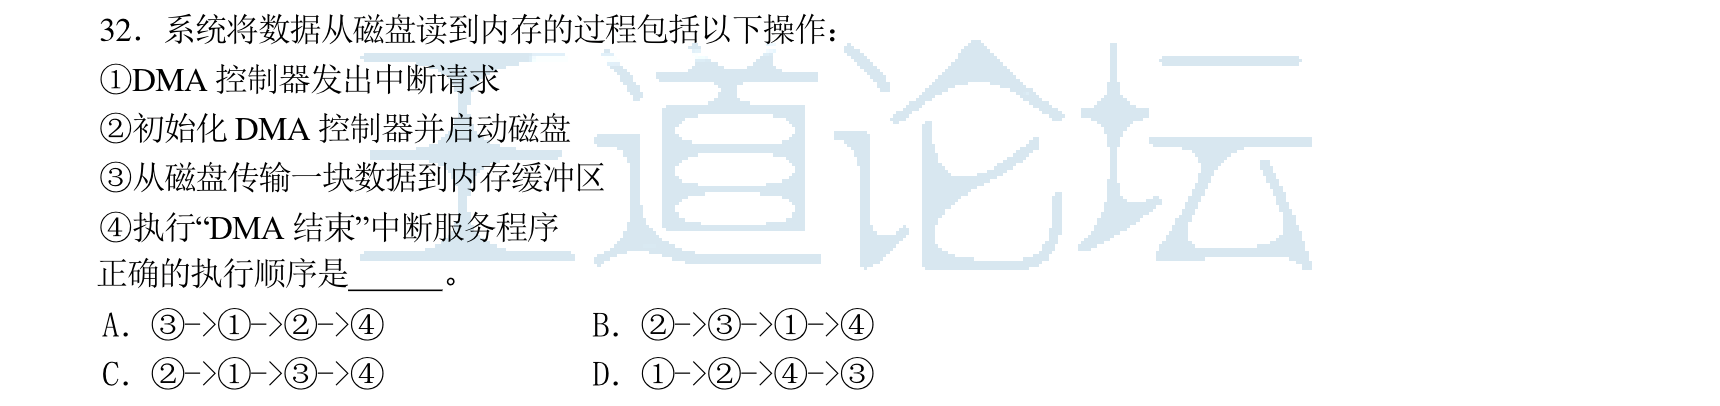 32．系统将数据从磁盘读到内存的过程包括以下操作：
①DMA 控制器发出中断请求
②初始化 DMA 控制器并启动磁盘
③从磁盘传输一块数据到内存缓冲区
④执行“DMA 结束”中断服务程序
正确的执行顺序是______。
A．③->①->②->④ B．②->③->①->④
C．②->①->③->④ D．①->②->④->③
王道论坛